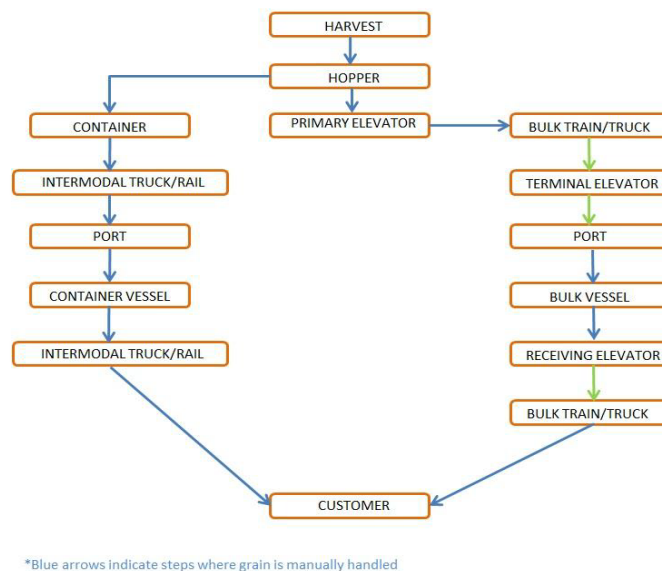 HARVEST
HOPPER
CONTAINER
PRIMARY ELEVATOR
BULK TRAIN/TRUCK
INTERMODAL TRUCK/RAIL
TERMINAL ELEVATOR
PORT
PORT
CONTAINER VESSEL
BULK VESSEL
INTERMODAL TRUCK/RAIL
RECEIVING ELEVATOR
BULK TRAIN/TRUCK
CUSTOMER
*Blue arrows indicate steps where grain is manually handled